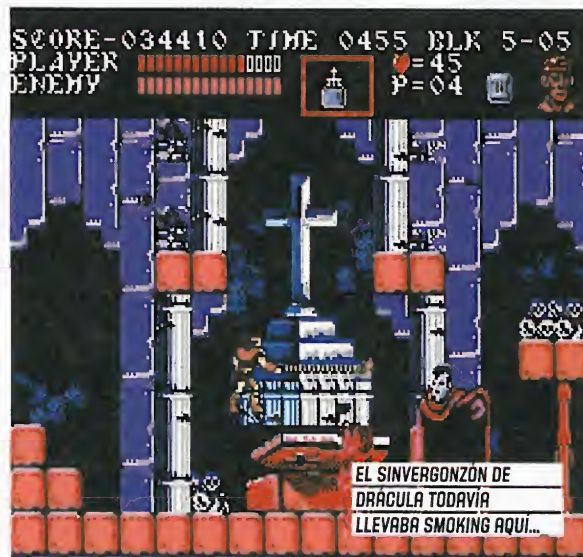 SCORE-034410 TIME 0455 BLK 5-05
PLAYER =45
ENEMY P=04
EL SINVERGONZÓN DE
DRÁCULA TODAVÍA
LLEVABA SMOKING AQUÍ...